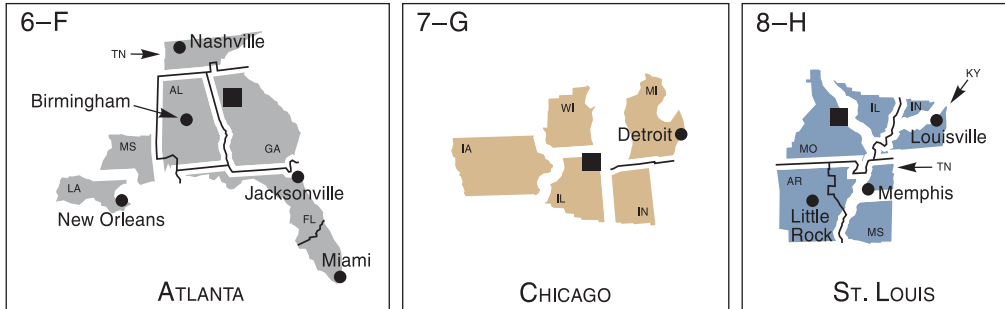 6–F
Nashville
TN
AL
Birmingham
MS
GA
LA
Jacksonville
New Orleans
FL
Miami
ATLANTA
7–G
WI
MI
Detroit
IA
IL
IN
CHICAGO
8–H
KY
IL
IN
Louisville
MO
TN
AR
Memphis
Little
Rock
MS
ST. LOUIS